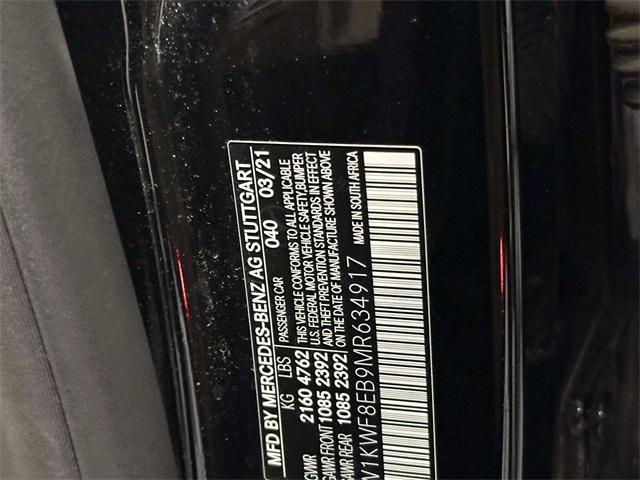 MFD BY MERCEDES-BENZ AG STUTTGART
PASSENGER CAR 040 03/21
KG LBS
GVWR 2160 4762
GAWR FRONT 1085 2392
GAWR REAR 1085 2392
THIS VEHICLE CONFORMS TO ALL APPLICABLE
U.S. FEDERAL MOTOR VEHICLE SAFETY,BUMPER
AND THEFT PREVENTION STANDARDS IN EFFECT
ON THE DATE OF MANUFACTURE SHOWN ABOVE
MADE IN SOUTH AFRICA
W1KWF8EB9MR634917